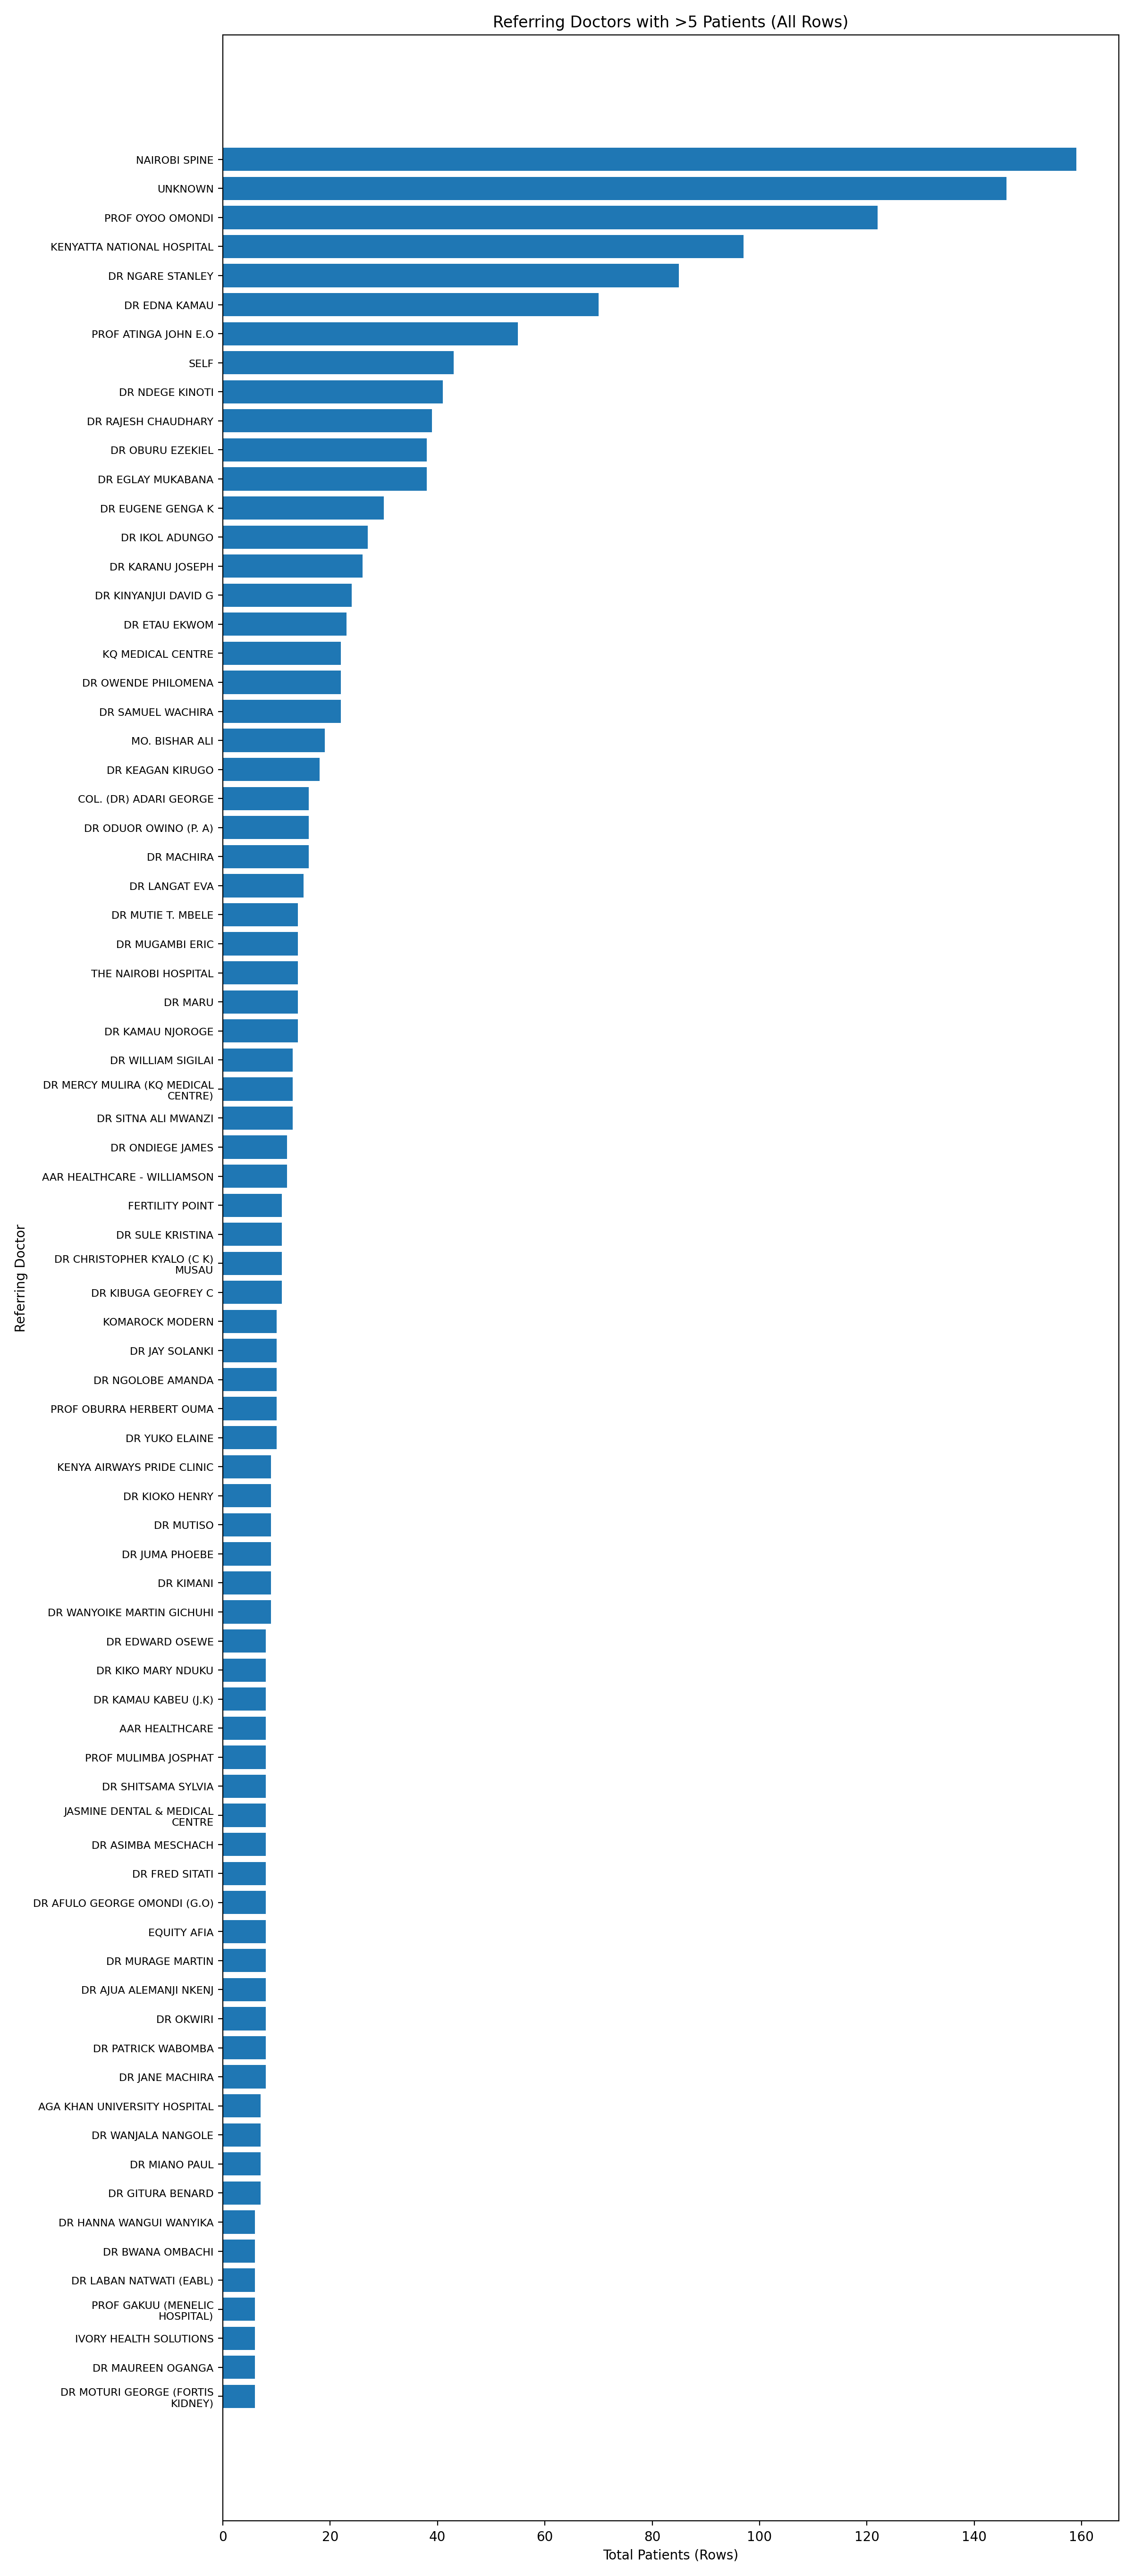 Referring Doctors with >5 Patients (All Rows)
NAIROBI SPINE
UNKNOWN
PROF OYOO OMONDI
KENYATTA NATIONAL HOSPITAL
DR NGARE STANLEY
DR EDNA KAMAU
PROF ATINGA JOHN E.O
SELF
DR NDEGE KINOTI
DR RAJESH CHAUDHARY
DR OBURU EZEKIEL
DR EGLAY MUKABANA
DR EUGENE GENGA K
DR IKOL ADUNGO
DR KARANU JOSEPH
DR KINYANJUI DAVID G
DR ETAU EKWOM
KQ MEDICAL CENTRE
DR OWENDE PHILOMENA
DR SAMUEL WACHIRA
MO. BISHAR ALI
DR KEAGAN KIRUGO
COL. (DR) ADARI GEORGE
DR ODUOR OWINO (P. A)
DR MACHIRA
DR LANGAT EVA
DR MUTIE T. MBELE
DR MUGAMBI ERIC
THE NAIROBI HOSPITAL
DR MARU
DR KAMAU NJOROGE
DR WILLIAM SIGILAI
DR MERCY MULIRA (KQ MEDICAL
CENTRE)
DR SITNA ALI MWANZI
DR ONDIEGE JAMES
AAR HEALTHCARE - WILLIAMSON
FERTILITY POINT
DR SULE KRISTINA
DR CHRISTOPHER KYALO (C K)
MUSAU
DR KIBUGA GEOFREY C
KOMAROCK MODERN
DR JAY SOLANKI
DR NGOLOBE AMANDA
PROF OBURRA HERBERT OUMA
DR YUKO ELAINE
KENYA AIRWAYS PRIDE CLINIC
DR KIOKO HENRY
DR MUTISO
DR JUMA PHOEBE
DR KIMANI
DR WANYOIKE MARTIN GICHUHI
DR EDWARD OSEWE
DR KIKO MARY NDUKU
DR KAMAU KABEU (J.K)
AAR HEALTHCARE
PROF MULIMBA JOSPHAT
DR SHITSAMA SYLVIA
JASMINE DENTAL & MEDICAL
CENTRE
DR ASIMBA MESCHACH
DR FRED SITATI
DR AFULO GEORGE OMONDI (G.O)
EQUITY AFIA
DR MURAGE MARTIN
DR AJUA ALEMANJI NKENJ
DR OKWIRI
DR PATRICK WABOMBA
DR JANE MACHIRA
AGA KHAN UNIVERSITY HOSPITAL
DR WANJALA NANGOLE
DR MIANO PAUL
DR GITURA BENARD
DR HANNA WANGUI WANYIKA
DR BWANA OMBACHI
DR LABAN NATWATI (EABL)
PROF GAKUU (MENELIC
HOSPITAL)
IVORY HEALTH SOLUTIONS
DR MAUREEN OGANGA
DR MOTURI GEORGE (FORTIS
KIDNEY)
Referring Doctor
0 20 40 60 80 100 120 140 160
Total Patients (Rows)